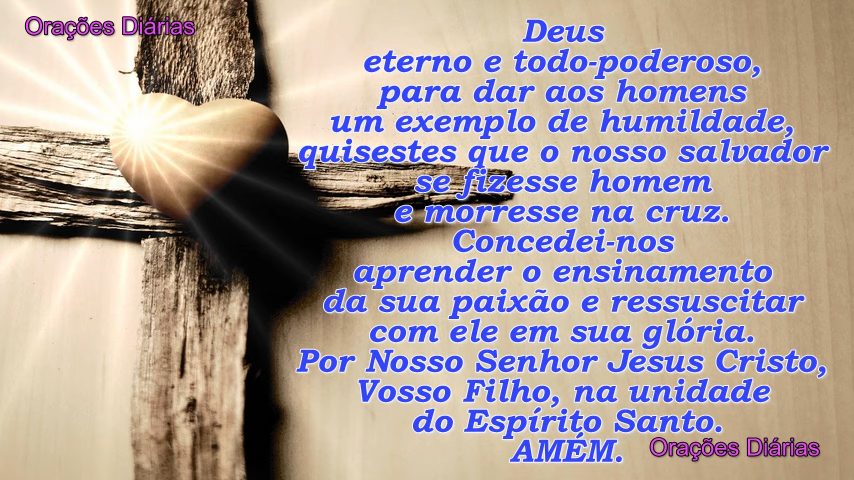 Orações Diárias
Deus
eterno e todo-poderoso,
para dar aos homens
um exemplo de humildade,
quisestes que o nosso salvador
se fizesse homem
e morresse na cruz.
Concedei-nos
aprender o ensinamento
da sua paixão e ressuscitar
com ele em sua glória.
Por Nosso Senhor Jesus Cristo,
Vosso Filho, na unidade
do Espírito Santo.
AMÉM.
Orações Diárias